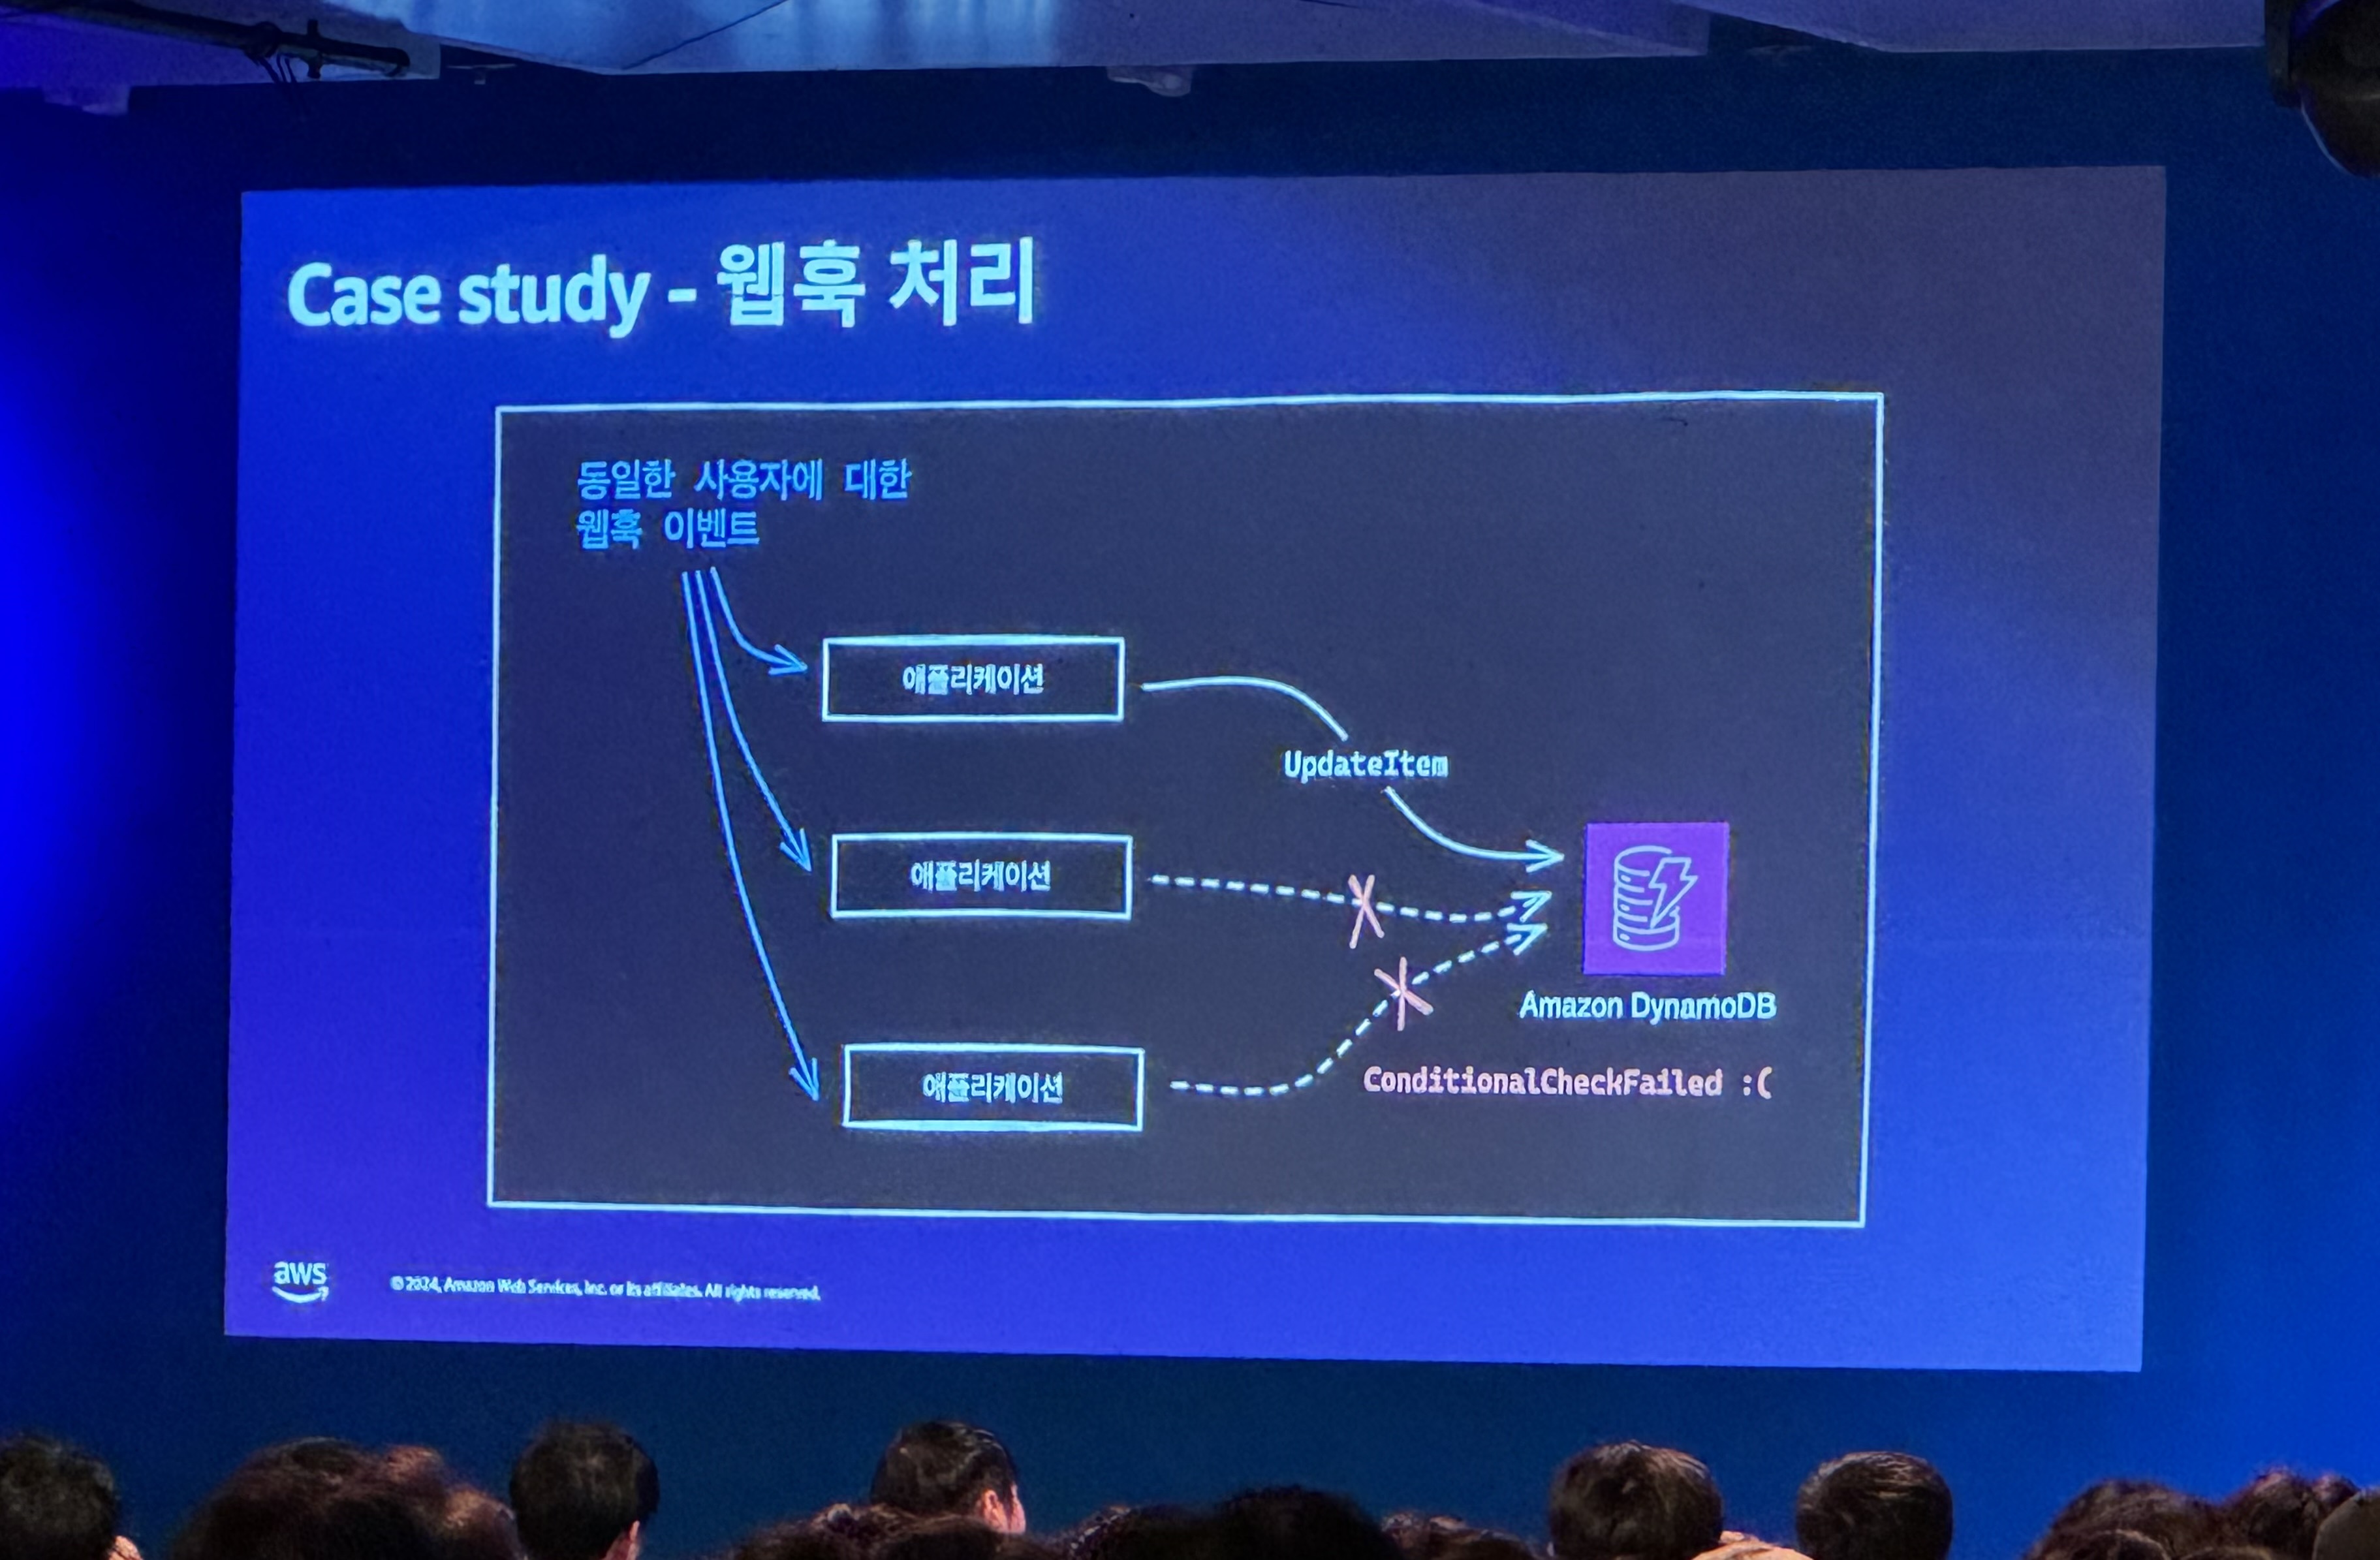 Case study - 웹훅 처리
동일한 사용자에 대한
웹훅 이벤트
애플리케이션
UpdateItem
애플리케이션
Amazon DynamoDB
애플리케이션
ConditionalCheckFailed :(
aws
© 2024, Amazon Web Services, Inc. or its affiliates. All rights reserved.